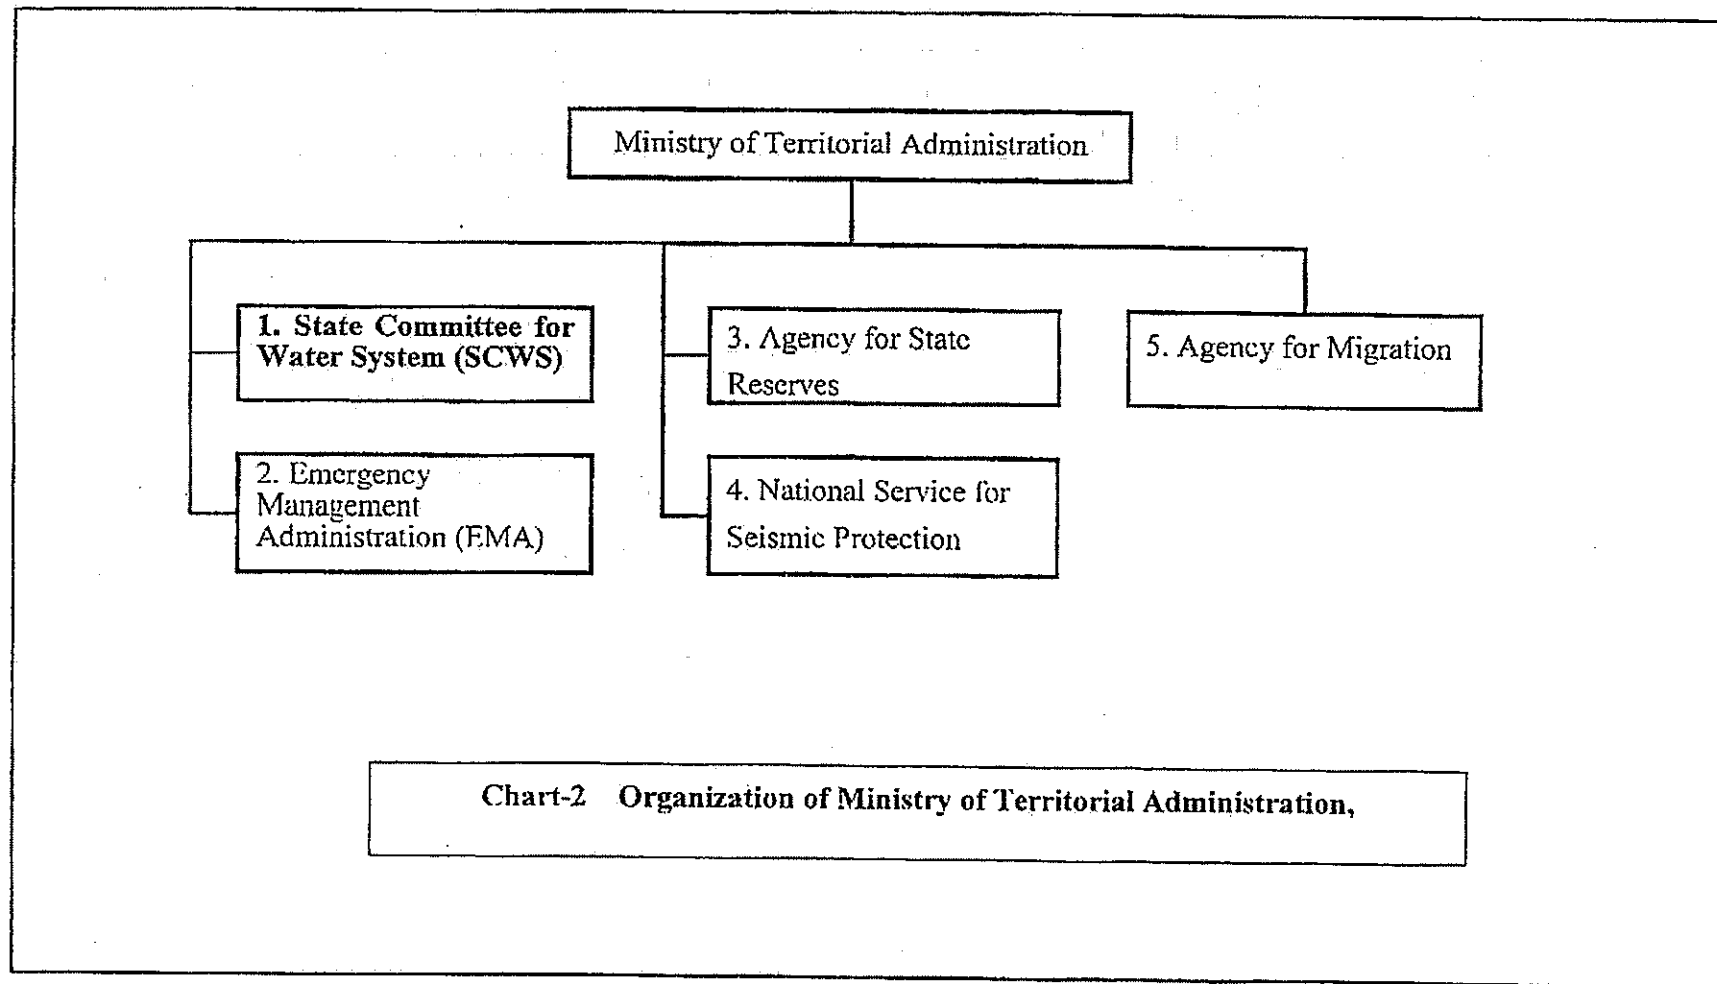 Ministry of Territorial Administration
1. State Committee for
Water System (SCWS)
2. Emergency
Management
Administration (EMA)
3. Agency for State
Reserves
4. National Service for
Seismic Protection
5. Agency for Migration
Chart-2 Organization of Ministry of Territorial Administration,